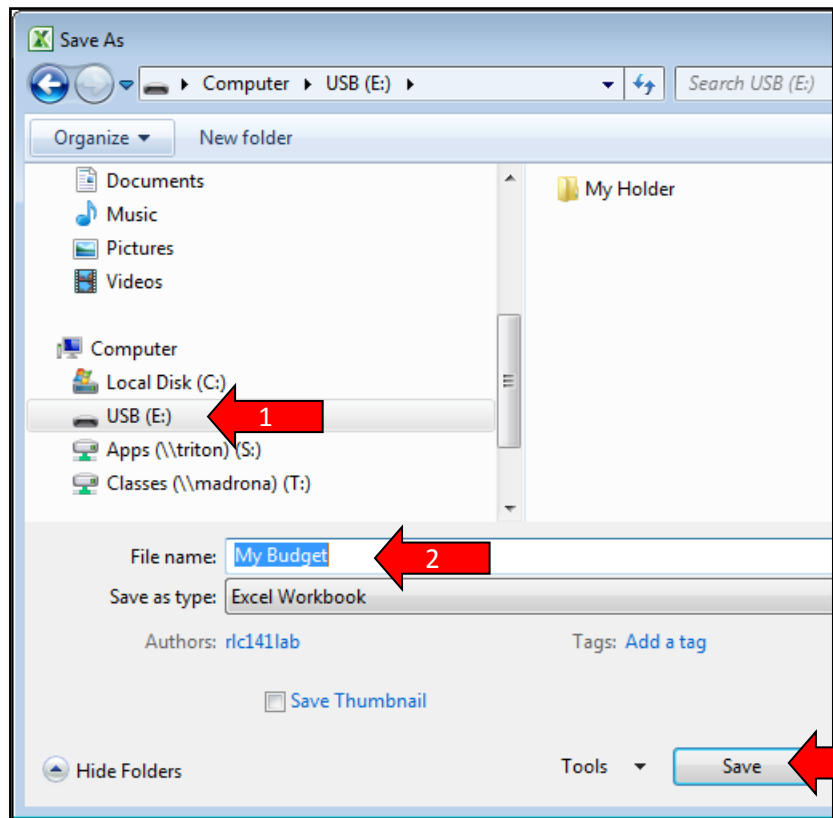 Save As
Computer USB (E:) Search USB (E:)
Organize New folder
Documents
Music
Pictures
Videos
Computer
Local Disk (C:)
USB (E:)
Apps (\\triton) (S:)
Classes (\\madrona) (T:)
My Holder
1
File name: My Budget 2
Save as type: Excel Workbook
Authors: rlc141lab Tags: Add a tag
Save Thumbnail
Hide Folders Tools Save